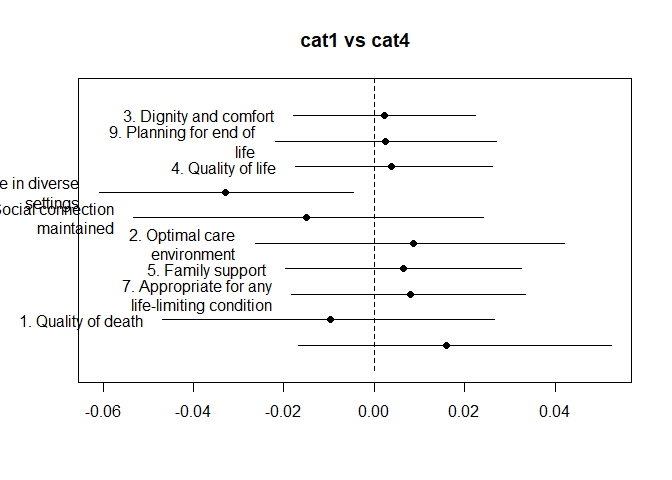 cat1 vs cat4
3. Dignity and comfort
9. Planning for end of
life
4. Quality of life
e in diverse
settings
Social connection
maintained
2. Optimal care
environment
5. Family support
7. Appropriate for any
life-limiting condition
1. Quality of death
-0.06 -0.04 -0.02 0.00 0.02 0.04